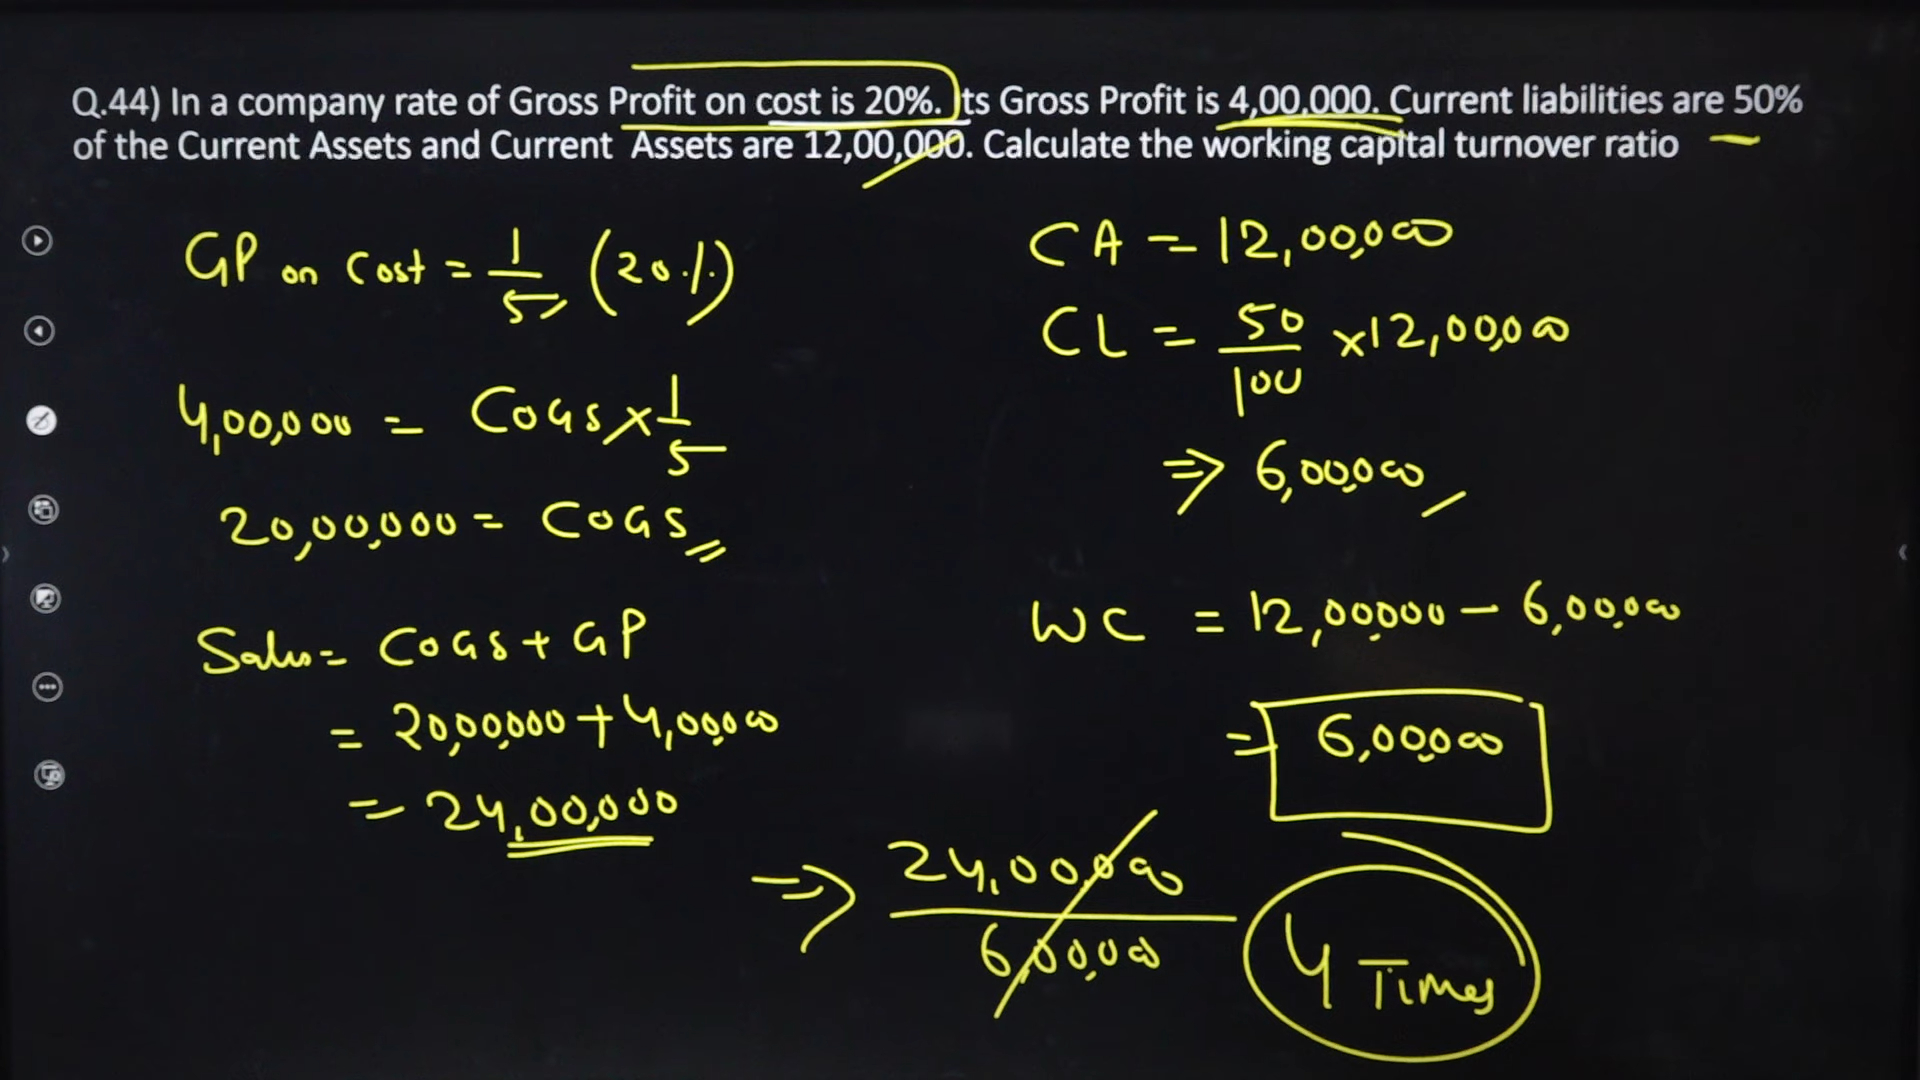 Q.44) In a company rate of Gross Profit on cost is 20%. Its Gross Profit is 4,00,000. Current liabilities are 50%
of the Current Assets and Current Assets are 12,00,000. Calculate the working capital turnover ratio
GP on Cost = 1/5 (20%)
4,00,000 = COGS × 1/5
20,00,000 = COGS
Sales = COGS + GP
= 20,00,000 + 4,00,000
= 24,00,000
CA = 12,00,000
CL = 50/100 × 12,00,000
⇒ 6,00,000
WC = 12,00,000 - 6,00,000
= 6,00,000
⇒ 24,00,000/6,00,000 4 Times